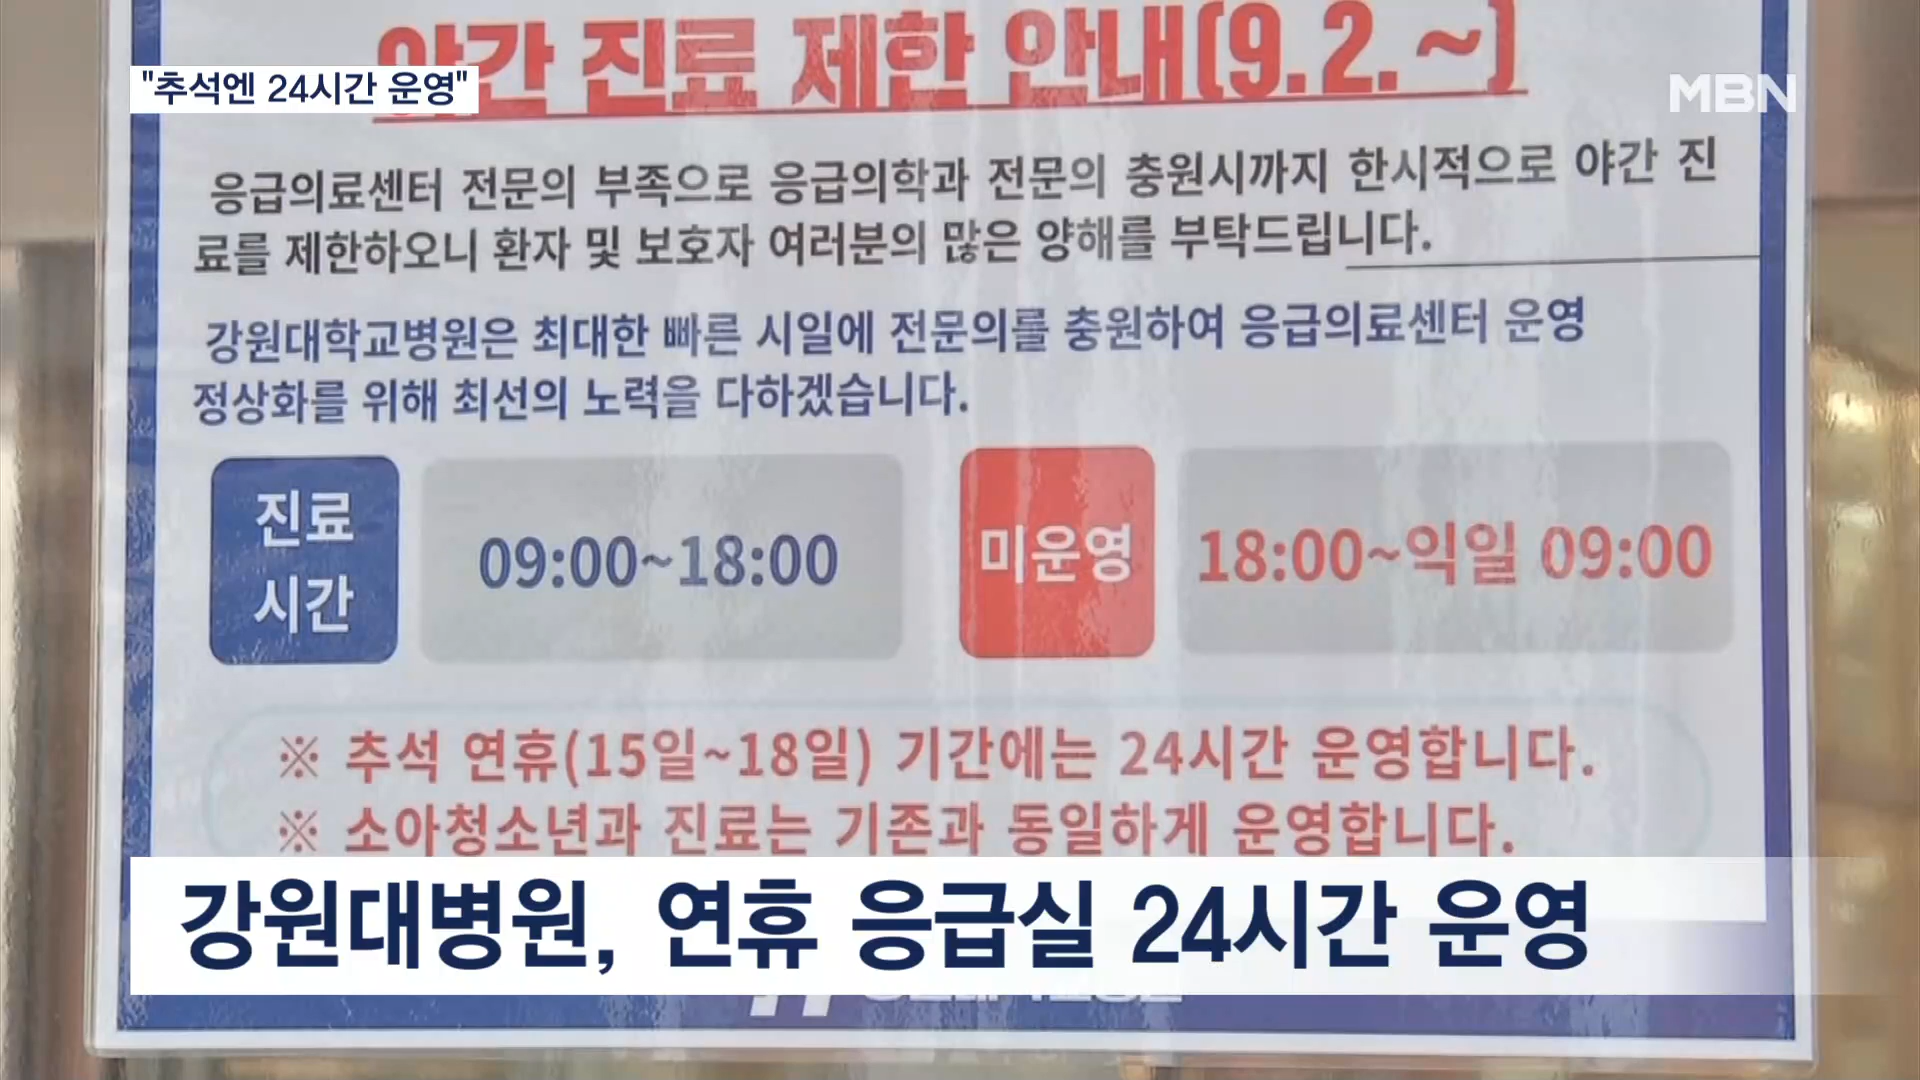 "추석엔 24시간 운영"
MBN
야간 진료 제한 안내(9.2.~)
응급의료센터 전문의 부족으로 응급의학과 전문의 충원시까지 한시적으로 야간 진
료를 제한하오니 환자 및 보호자 여러분의 많은 양해를 부탁드립니다.
강원대학교병원은 최대한 빠른 시일에 전문의를 충원하여 응급의료센터 운영
정상화를 위해 최선의 노력을 다하겠습니다.
진료
시간
09:00~18:00
미운영
18:00~익일 09:00
※ 추석 연휴(15일~18일) 기간에는 24시간 운영합니다.
※ 소아청소년과 진료는 기존과 동일하게 운영합니다.
강원대병원, 연휴 응급실 24시간 운영